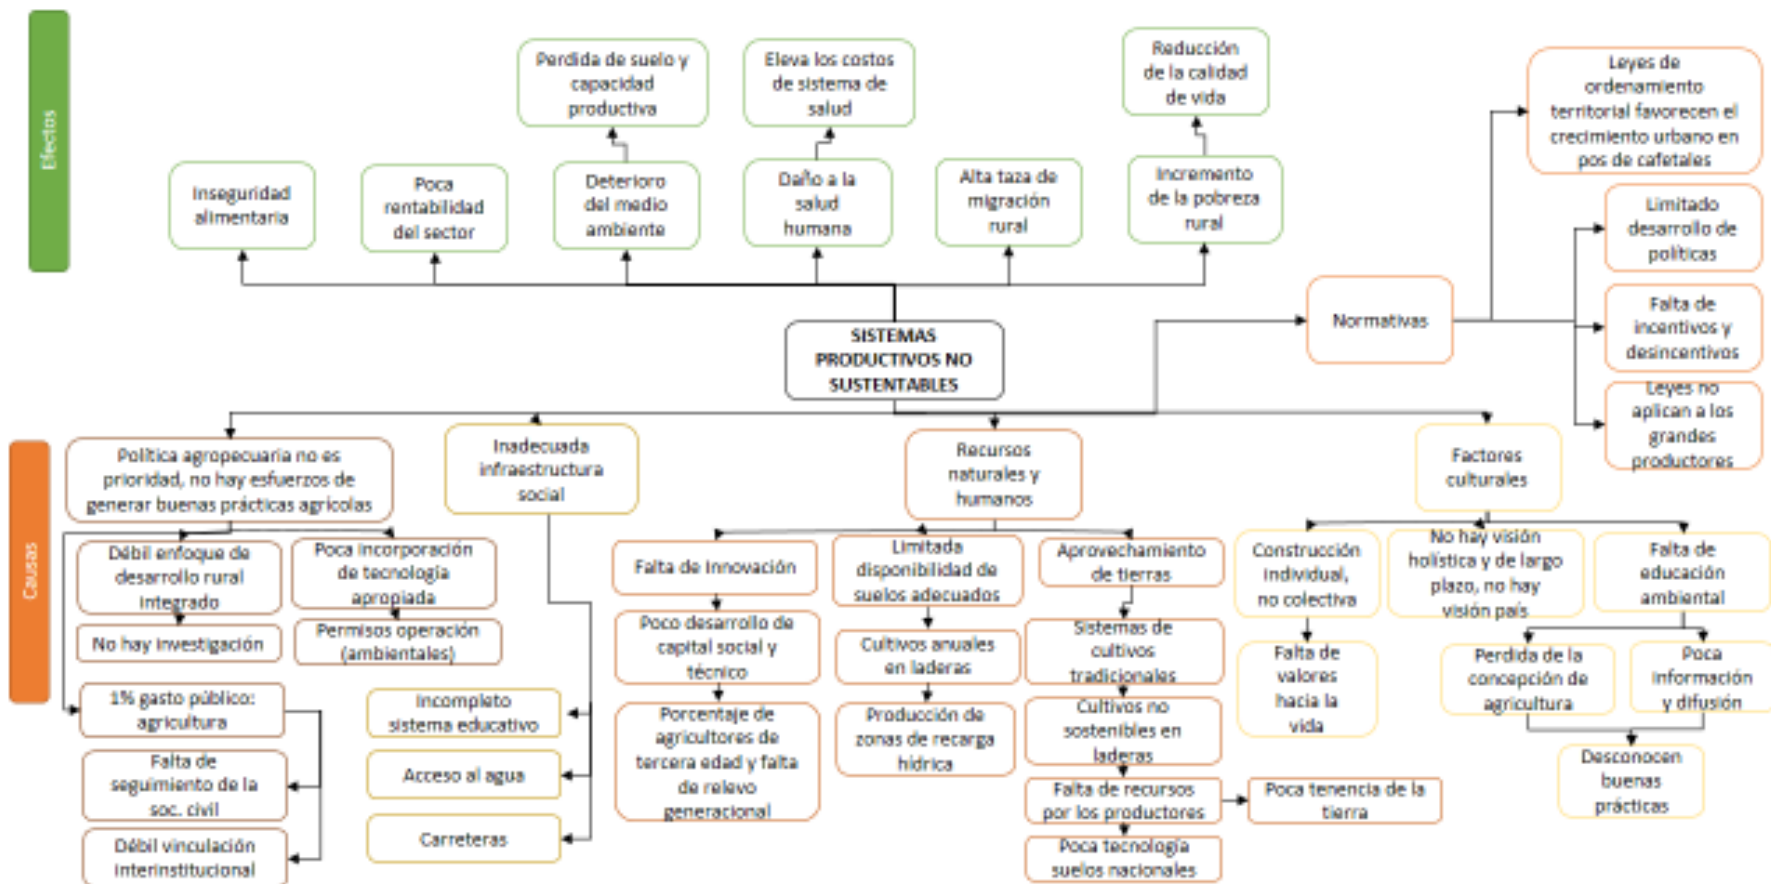 Efectos
Perdida de suelo y
capacidad
productiva
Eleva los costos
de sistema de
salud
Reducción
de la calidad
de vida
Inseguridad
alimentaria
Poca
rentabilidad
del sector
Deterioro
del medio
ambiente
Daño a la
salud
humana
Alta taza de
migración
rural
Incremento
de la pobreza
rural
SISTEMAS
PRODUCTIVOS NO
SUSTENTABLES
Normativas
Leyes de
ordenamiento
territorial favorecen el
crecimiento urbano en
pos de cafetales
Limitado
desarrollo de
políticas
Falta de
incentivos y
desincentivos
Leyes no
aplican a los
grandes
productores
Causas
Política agropecuaria no es
prioridad, no hay esfuerzos de
generar buenas prácticas agrícolas
Débil enfoque de
desarrollo rural
integrado
No hay investigación
Poca incorporación
de tecnología
apropiada
Permisos operación
(ambientales)
1% gasto público:
agricultura
Falta de
seguimiento de la
soc. civil
Débil vinculación
interinstitucional
Inadecuada
infraestructura
social
Incompleto
sistema educativo
Acceso al agua
Carreteras
Recursos
naturales y
humanos
Falta de innovación
Poco desarrollo de
capital social y
técnico
Porcentaje de
agricultores de
tercera edad y falta
de relevo
generacional
Limitada
disponibilidad de
suelos adecuados
Cultivos anuales
en laderas
Producción de
zonas de recarga
hídrica
Aprovechamiento
de tierras
Sistemas de
cultivos
tradicionales
Cultivos no
sostenibles en
laderas
Falta de recursos
por los productores
Poca tenencia de la
tierra
Poca tecnología
suelos nacionales
Factores
culturales
Construcción
individual,
no colectiva
Falta de
valores
hacia la
vida
No hay visión
holística y de largo
plazo, no hay
visión país
Falta de
educación
ambiental
Perdida de la
concepción de
agricultura
Poca
información
y difusión
Desconocen
buenas
prácticas